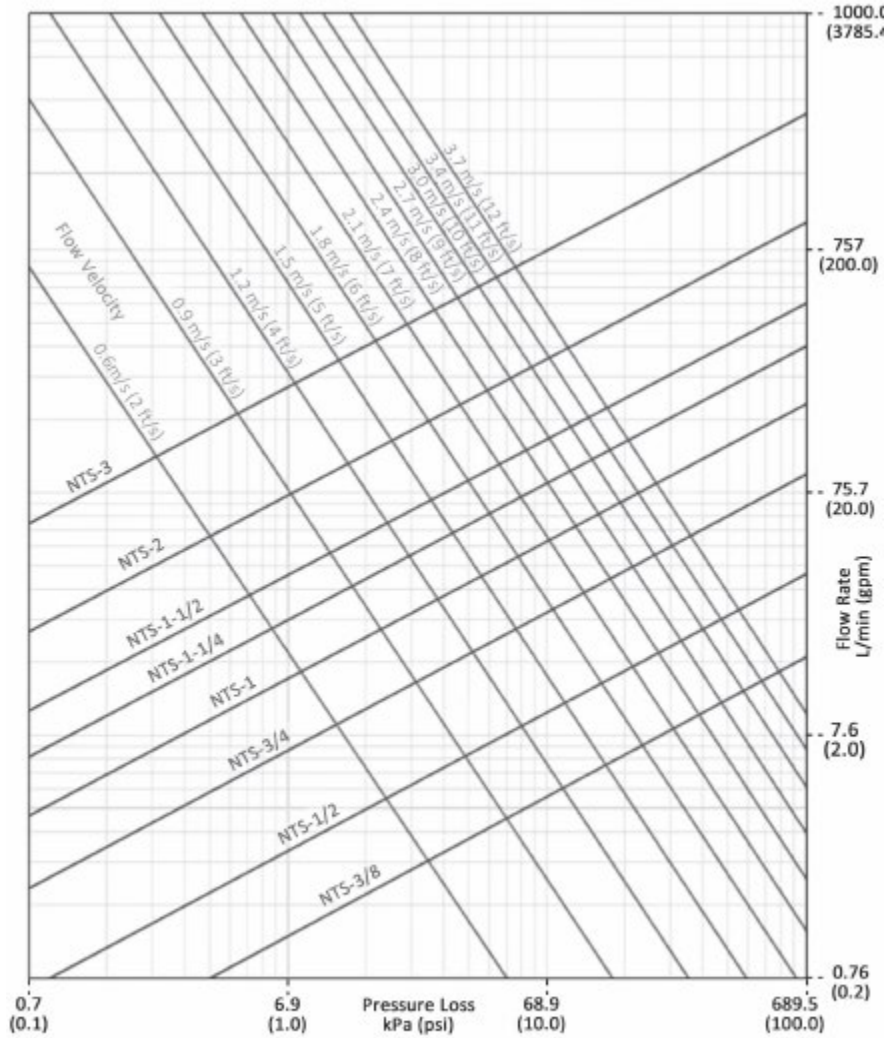 1000.0
(3785.4
3.7 m/s (12 ft/s)
3.4 m/s (11 ft/s)
3.0 m/s (10 ft/s)
2.7 m/s (9 ft/s)
2.4 m/s (8 ft/s)
2.1 m/s (7 ft/s)
1.8 m/s (6 ft/s)
1.5 m/s (5 ft/s)
1.2 m/s (4 ft/s)
0.9 m/s (3 ft/s)
0.6m/s (2 ft/s)
Flow Velocity
757
(200.0)
NTS-3
75.7
(20.0)
NTS-2
NTS-1-1/2
NTS-1-1/4
NTS-1
NTS-3/4
NTS-1/2
NTS-3/8
Flow Rate
L/min (gpm)
7.6
(2.0)
0.76
(0.2)
0.7
(0.1)
6.9
(1.0)
Pressure Loss
kPa (psi)
68.9
(10.0)
689.5
(100.0)